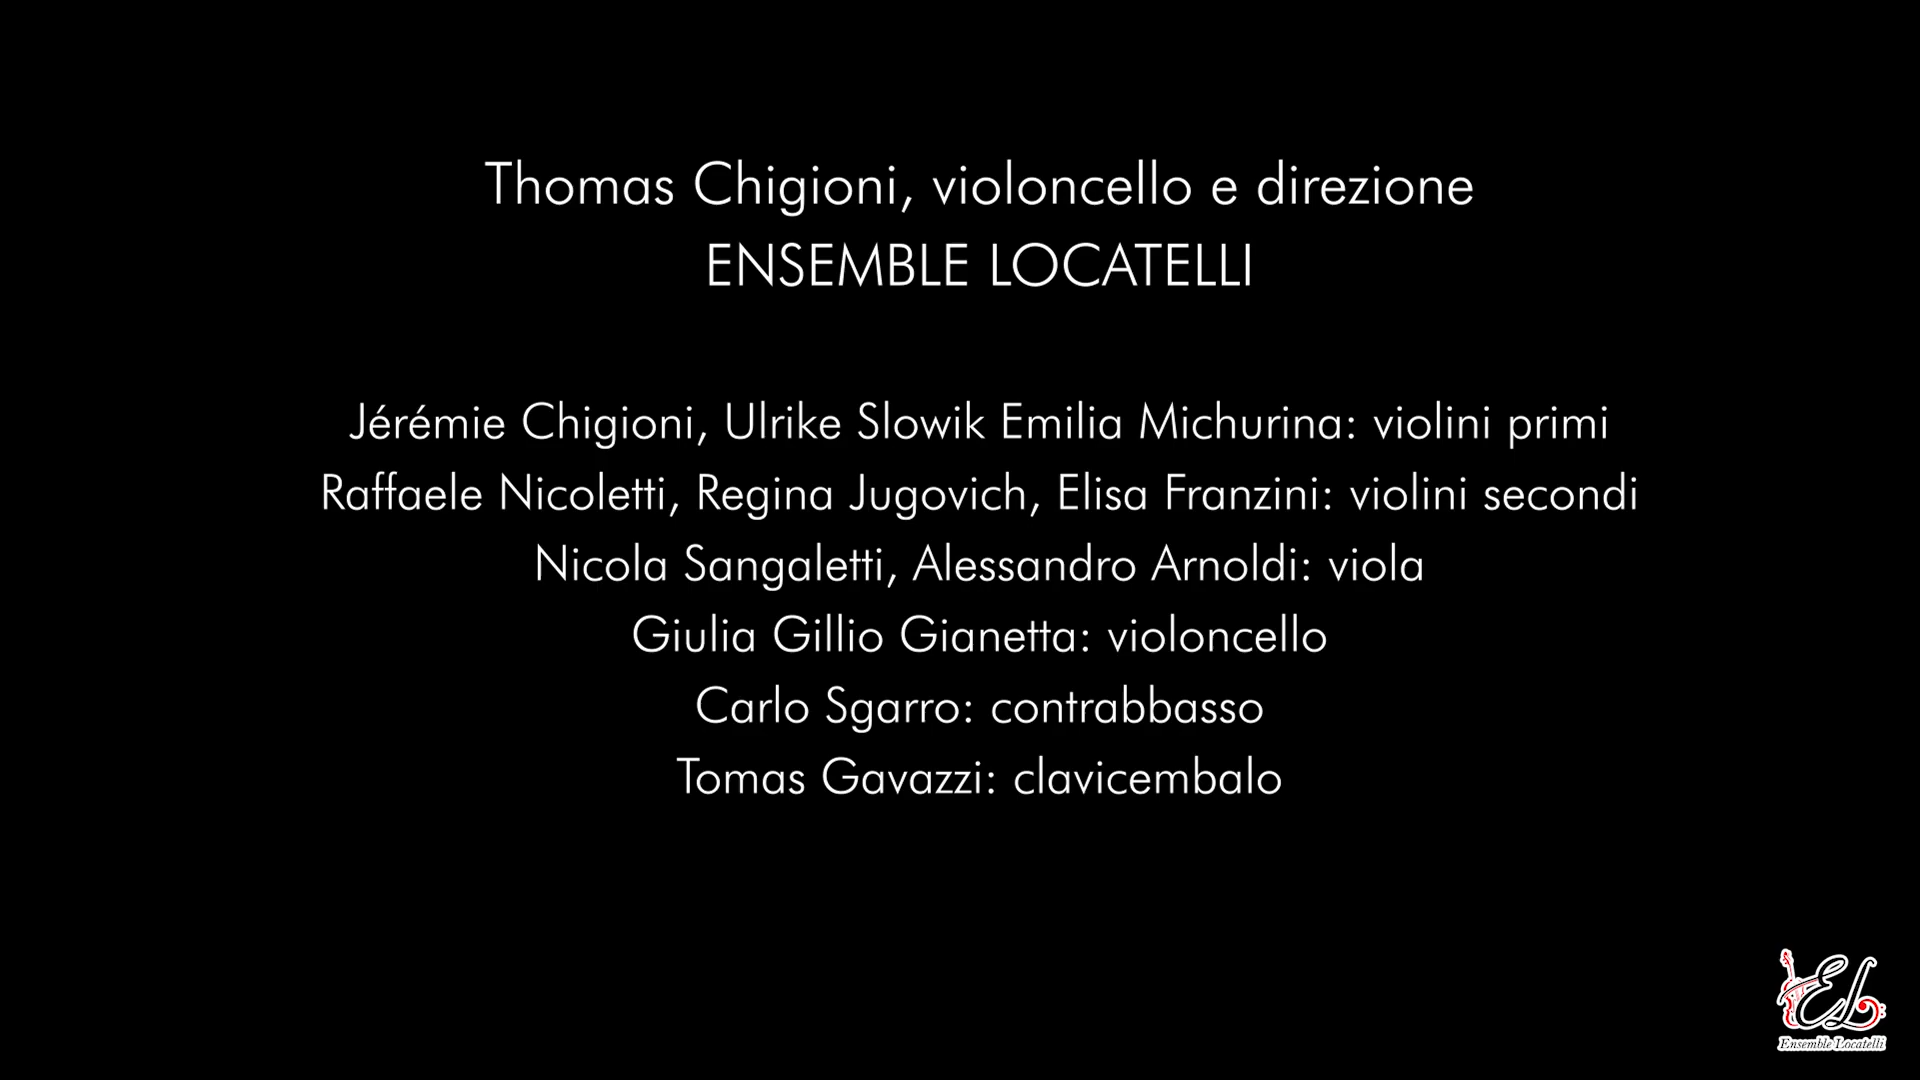 Thomas Chigioni, violoncello e direzione
ENSEMBLE LOCATELLI
Jérémie Chigioni, Ulrike Slowik Emilia Michurina: violini primi
Raffaele Nicoletti, Regina Jugovich, Elisa Franzini: violini secondi
Nicola Sangaletti, Alessandro Arnoldi: viola
Giulia Gillio Gianetta: violoncello
Carlo Sgarro: contrabbasso
Tomas Gavazzi: clavicembalo
EL
Ensemble Locatelli